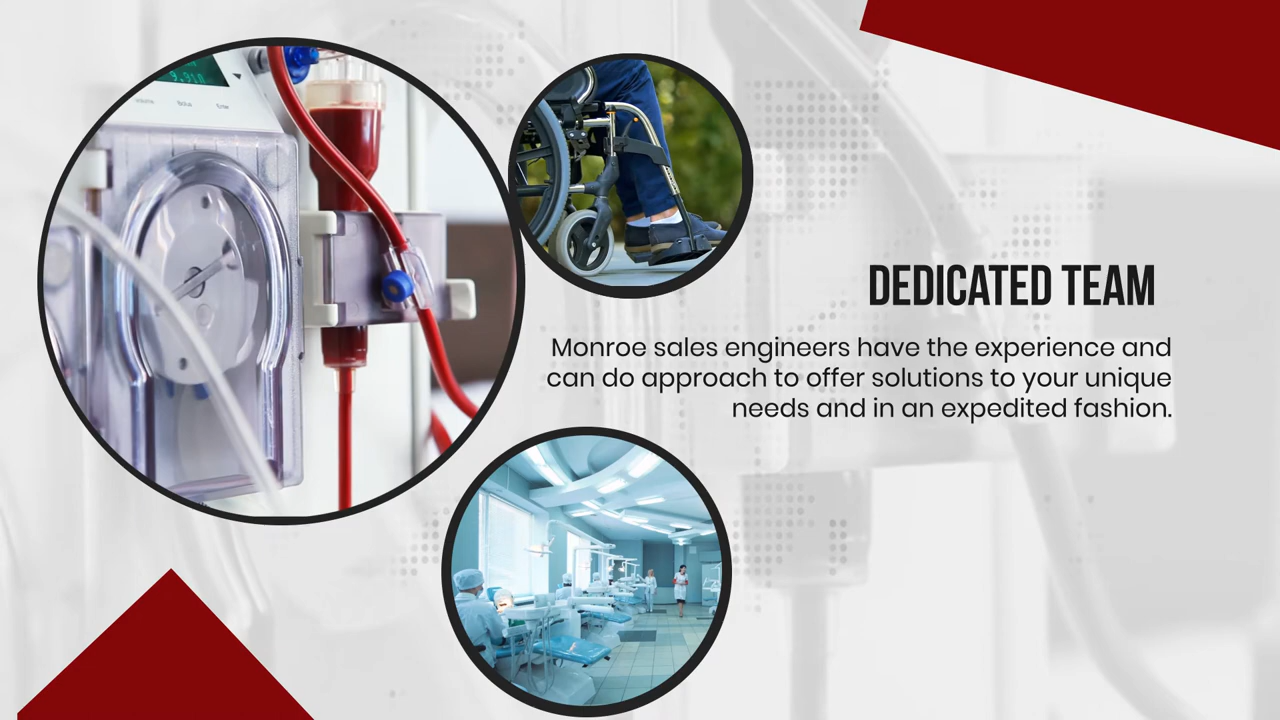 DEDICATED TEAM
Monroe sales engineers have the experience and
can do approach to offer solutions to your unique
needs and in an expedited fashion.